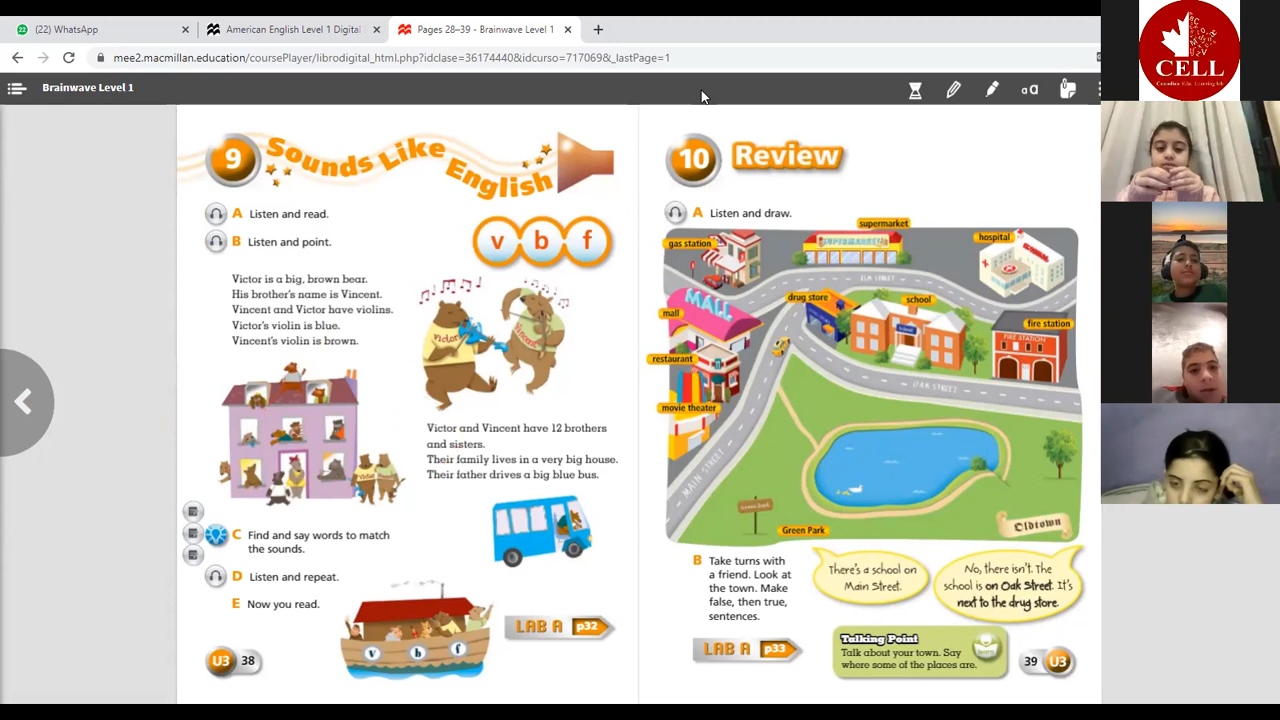 (22) WhatsApp
American English Level 1 Digital
Pages 28–39 - Brainwave Level 1
mee2.macmillan.education/coursePlayer/librodigital_html.php?idclase=36174440&idcurso=717069&_lastPage=1
Brainwave Level 1
aa
CELL
9
Sounds Like
English
A Listen and read.
B Listen and point.
v b f
Victor is a big, brown bear.
His brother's name is Vincent.
Vincent and Victor have violins.
Victor's violin is blue.
Vincent's violin is brown.
Victor
Vincent
Victor and Vincent have 12 brothers
and sisters.
Their family lives in a very big house.
Their father drives a big blue bus.
C Find and say words to match
the sounds.
D Listen and repeat.
E Now you read.
v b f
LAB A p32
U3 38
10 Review
A Listen and draw.
supermarket
gas station
SUPERMARKET
hospital
HOSPITAL
ELM STREET
MALL
drug store
school
mall
fire station
FIRE STATION
restaurant
OAK STREET
movie theater
MAIN STREET
Green Park
Oldtown
B Take turns with
a friend. Look at
the town. Make
false, then true,
sentences.
There's a school on
Main Street.
No, there isn't. The
school is on Oak Street. It's
next to the drug store.
LAB A p33
Talking Point
Talk about your town. Say
where some of the places are.
39 U3